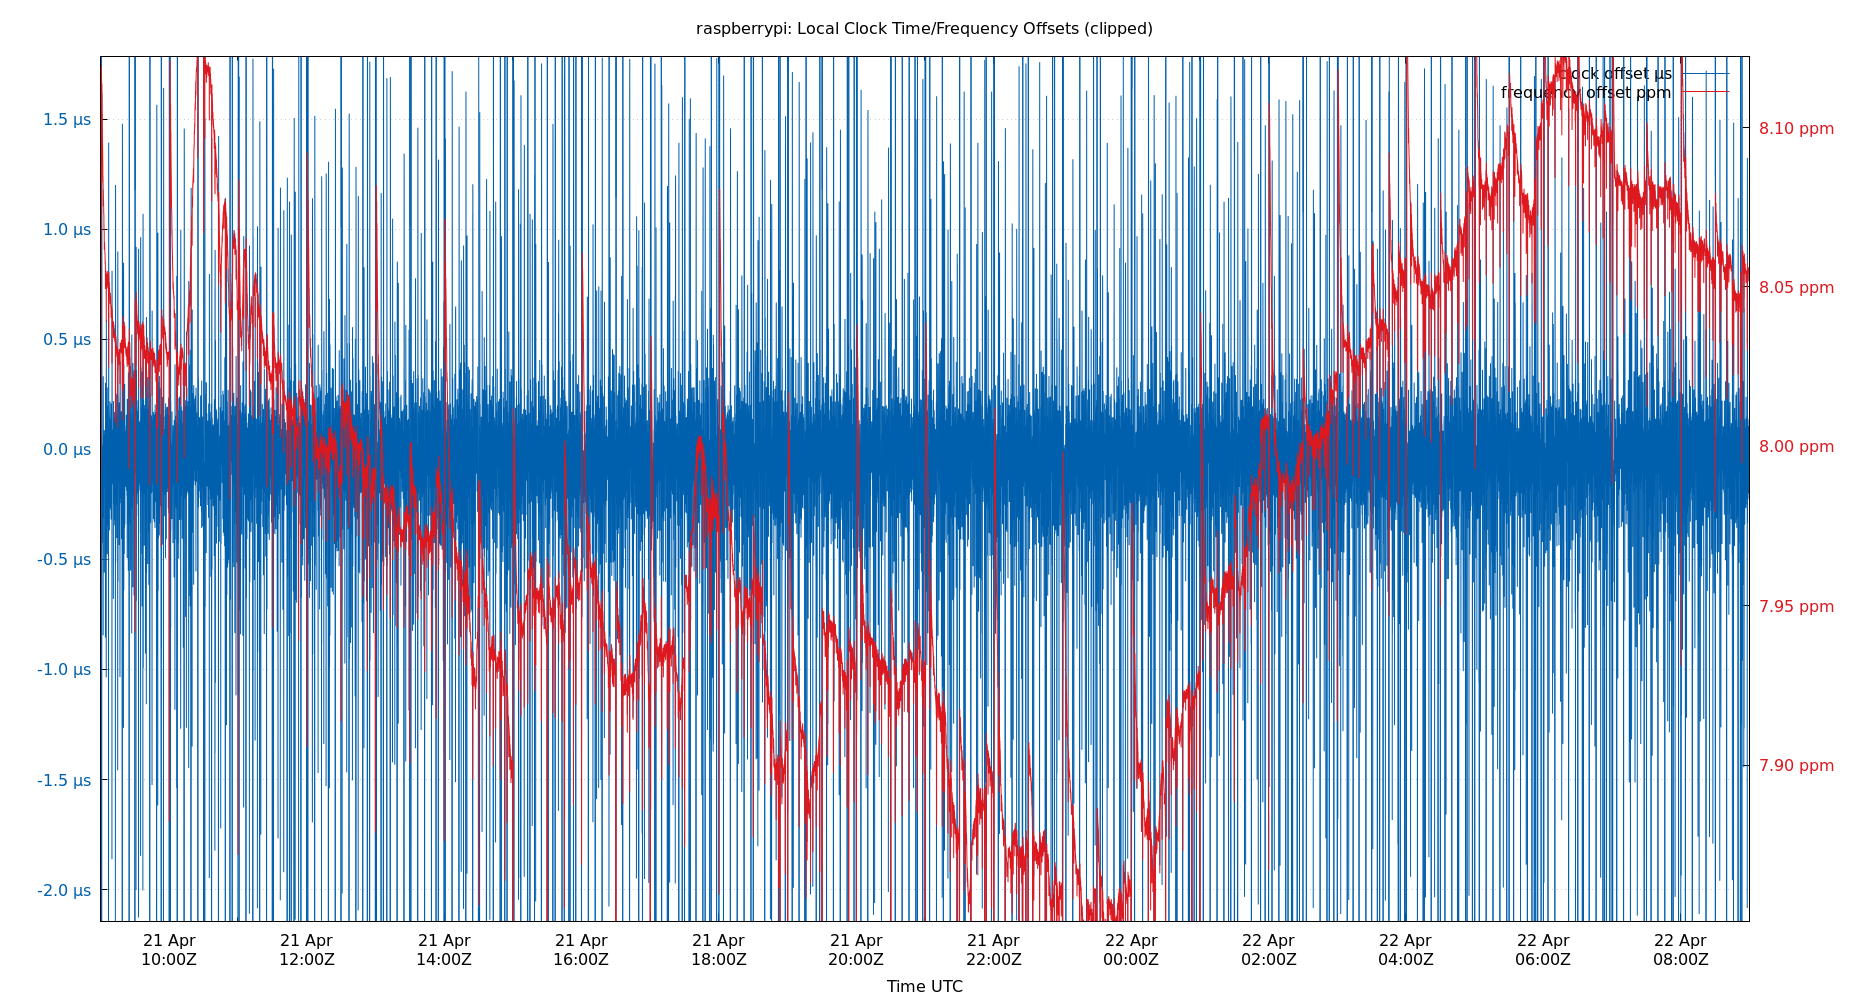 raspberrypi: Local Clock Time/Frequency Offsets (clipped)
clock offset µs
frequency offset ppm
1.5 µs
1.0 µs
0.5 µs
0.0 µs
-0.5 µs
-1.0 µs
-1.5 µs
-2.0 µs
8.10 ppm
8.05 ppm
8.00 ppm
7.95 ppm
7.90 ppm
21 Apr 21 Apr 21 Apr 21 Apr 21 Apr 21 Apr 21 Apr 22 Apr 22 Apr 22 Apr 22 Apr 22 Apr
10:00Z 12:00Z 14:00Z 16:00Z 18:00Z 20:00Z 22:00Z 00:00Z 02:00Z 04:00Z 06:00Z 08:00Z
Time UTC